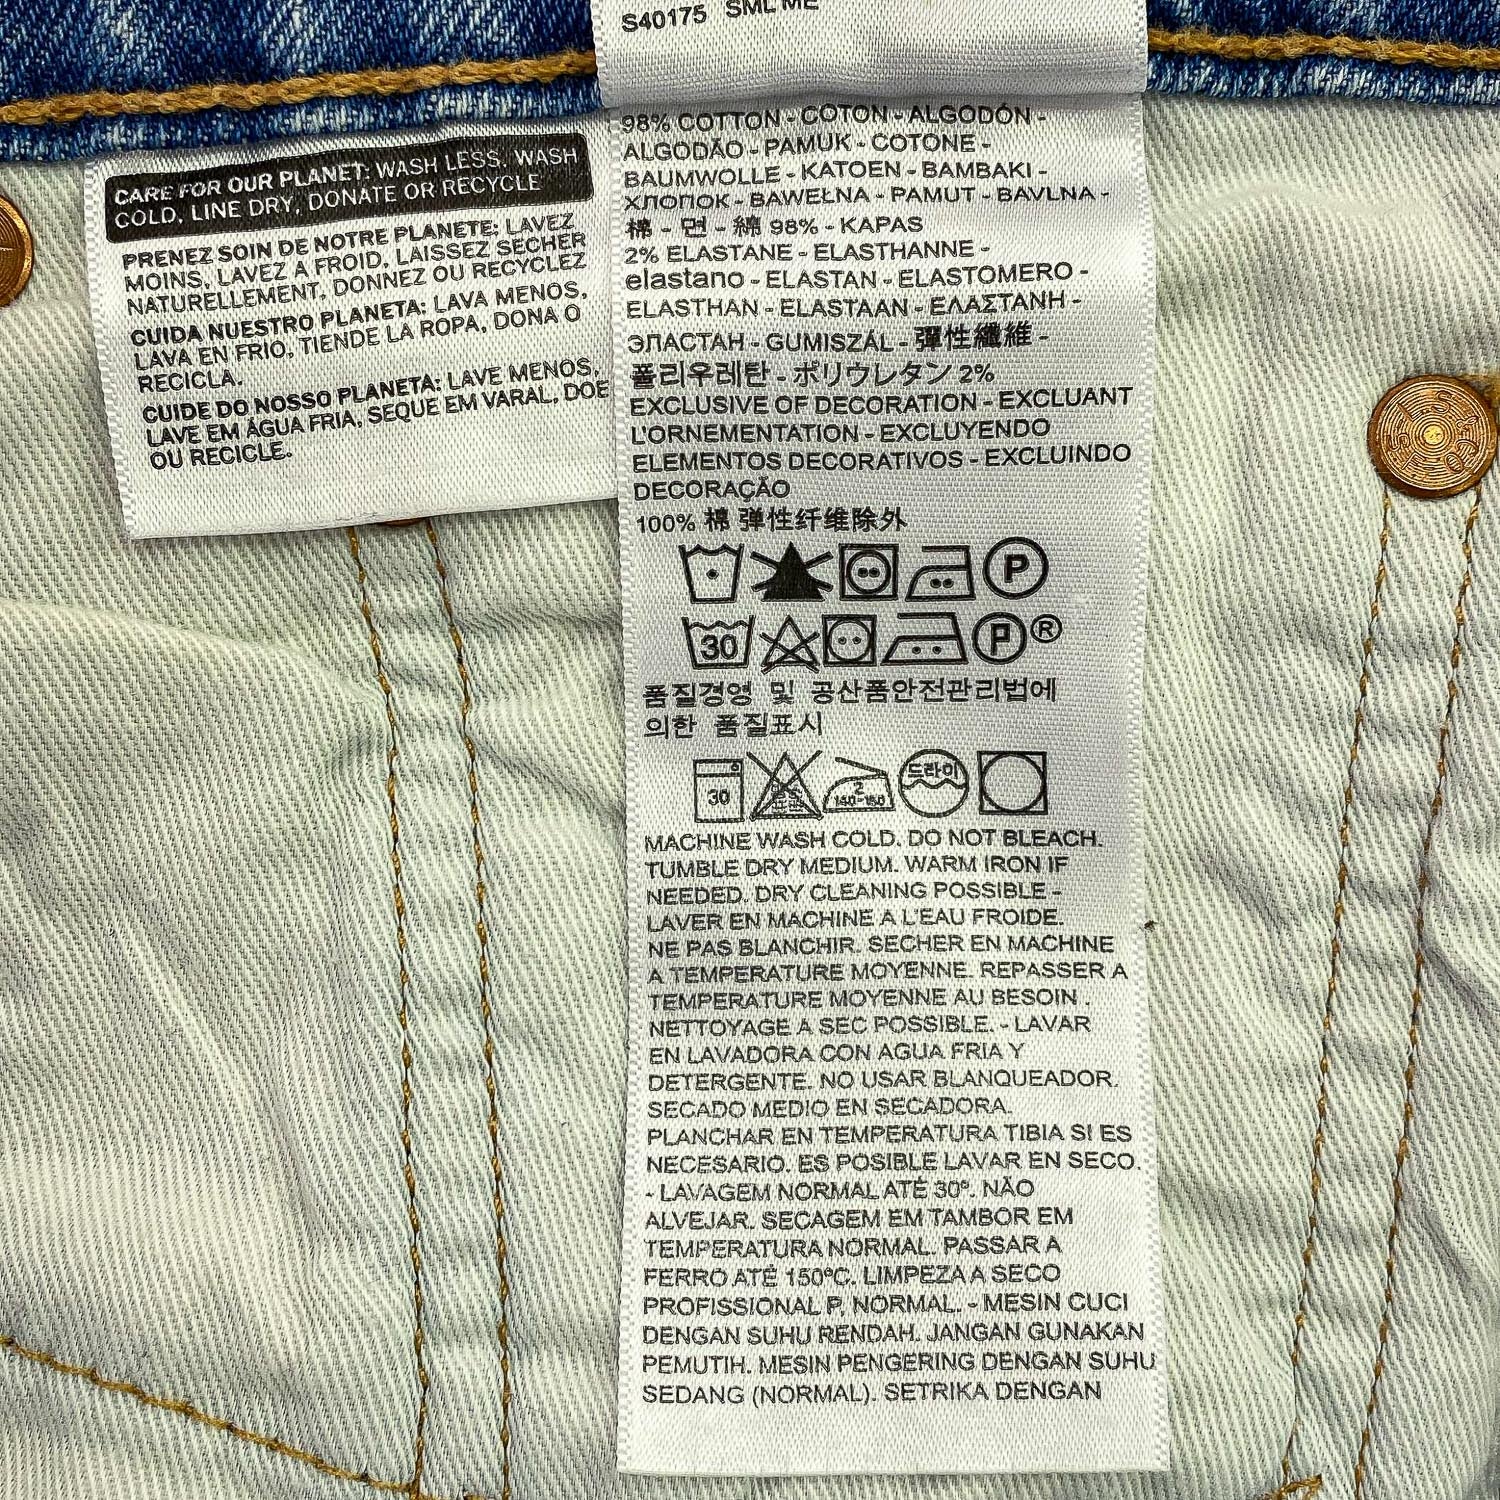 S40175 SML ME
CARE FOR OUR PLANET: WASH LESS, WASH
COLD, LINE DRY, DONATE OR RECYCLE
PRENEZ SOIN DE NOTRE PLANETE: LAVEZ
MOINS, LAVEZ A FROID, LAISSEZ SECHER
NATURELLEMENT, DONNEZ OU RECYCLEZ
CUIDA NUESTRO PLANETA: LAVA MENOS,
LAVA EN FRIO, TIENDE LA ROPA, DONA O
RECICLA.
CUIDE DO NOSSO PLANETA: LAVE MENOS,
LAVE EM ÁGUA FRIA, SEQUE EM VARAL, DOE
OU RECICLE.
98% COTTON - COTON - ALGODÓN -
ALGODÃO - PAMUK - COTONE -
BAUMWOLLE - KATOEN - BAMBAKI -
ХЛОПОК - BAWEŁNA - PAMUT - BAVLNA -
棉 - 면 - 綿 98% - KAPAS
2% ELASTANE - ELASTHANNE -
elastano - ELASTAN - ELASTOMERO -
ELASTHAN - ELASTAAN - ΕΛΑΣΤΑΝΗ -
ЭЛАСТАН - GUMISZÁL - 彈性纖維 -
폴리우레탄 - ポリウレタン 2%
EXCLUSIVE OF DECORATION - EXCLUANT
L'ORNEMENTATION - EXCLUYENDO
ELEMENTOS DECORATIVOS - EXCLUINDO
DECORAÇÃO
100% 棉 弹性纤维除外
P
30 P ®
품질경영 및 공산품안전관리법에
의한 품질표시
30 2 140-160 드라이
MACHINE WASH COLD. DO NOT BLEACH.
TUMBLE DRY MEDIUM. WARM IRON IF
NEEDED. DRY CLEANING POSSIBLE -
LAVER EN MACHINE A L'EAU FROIDE.
NE PAS BLANCHIR. SECHER EN MACHINE
A TEMPERATURE MOYENNE. REPASSER A
TEMPERATURE MOYENNE AU BESOIN .
NETTOYAGE A SEC POSSIBLE. - LAVAR
EN LAVADORA CON AGUA FRIA Y
DETERGENTE. NO USAR BLANQUEADOR.
SECADO MEDIO EN SECADORA.
PLANCHAR EN TEMPERATURA TIBIA SI ES
NECESARIO. ES POSIBLE LAVAR EN SECO.
- LAVAGEM NORMAL ATÉ 30º. NÃO
ALVEJAR. SECAGEM EM TAMBOR EM
TEMPERATURA NORMAL. PASSAR A
FERRO ATÉ 150ºC. LIMPEZA A SECO
PROFISSIONAL P, NORMAL. - MESIN CUCI
DENGAN SUHU RENDAH. JANGAN GUNAKAN
PEMUTIH. MESIN PENGERING DENGAN SUHU
SEDANG (NORMAL). SETRIKA DENGAN